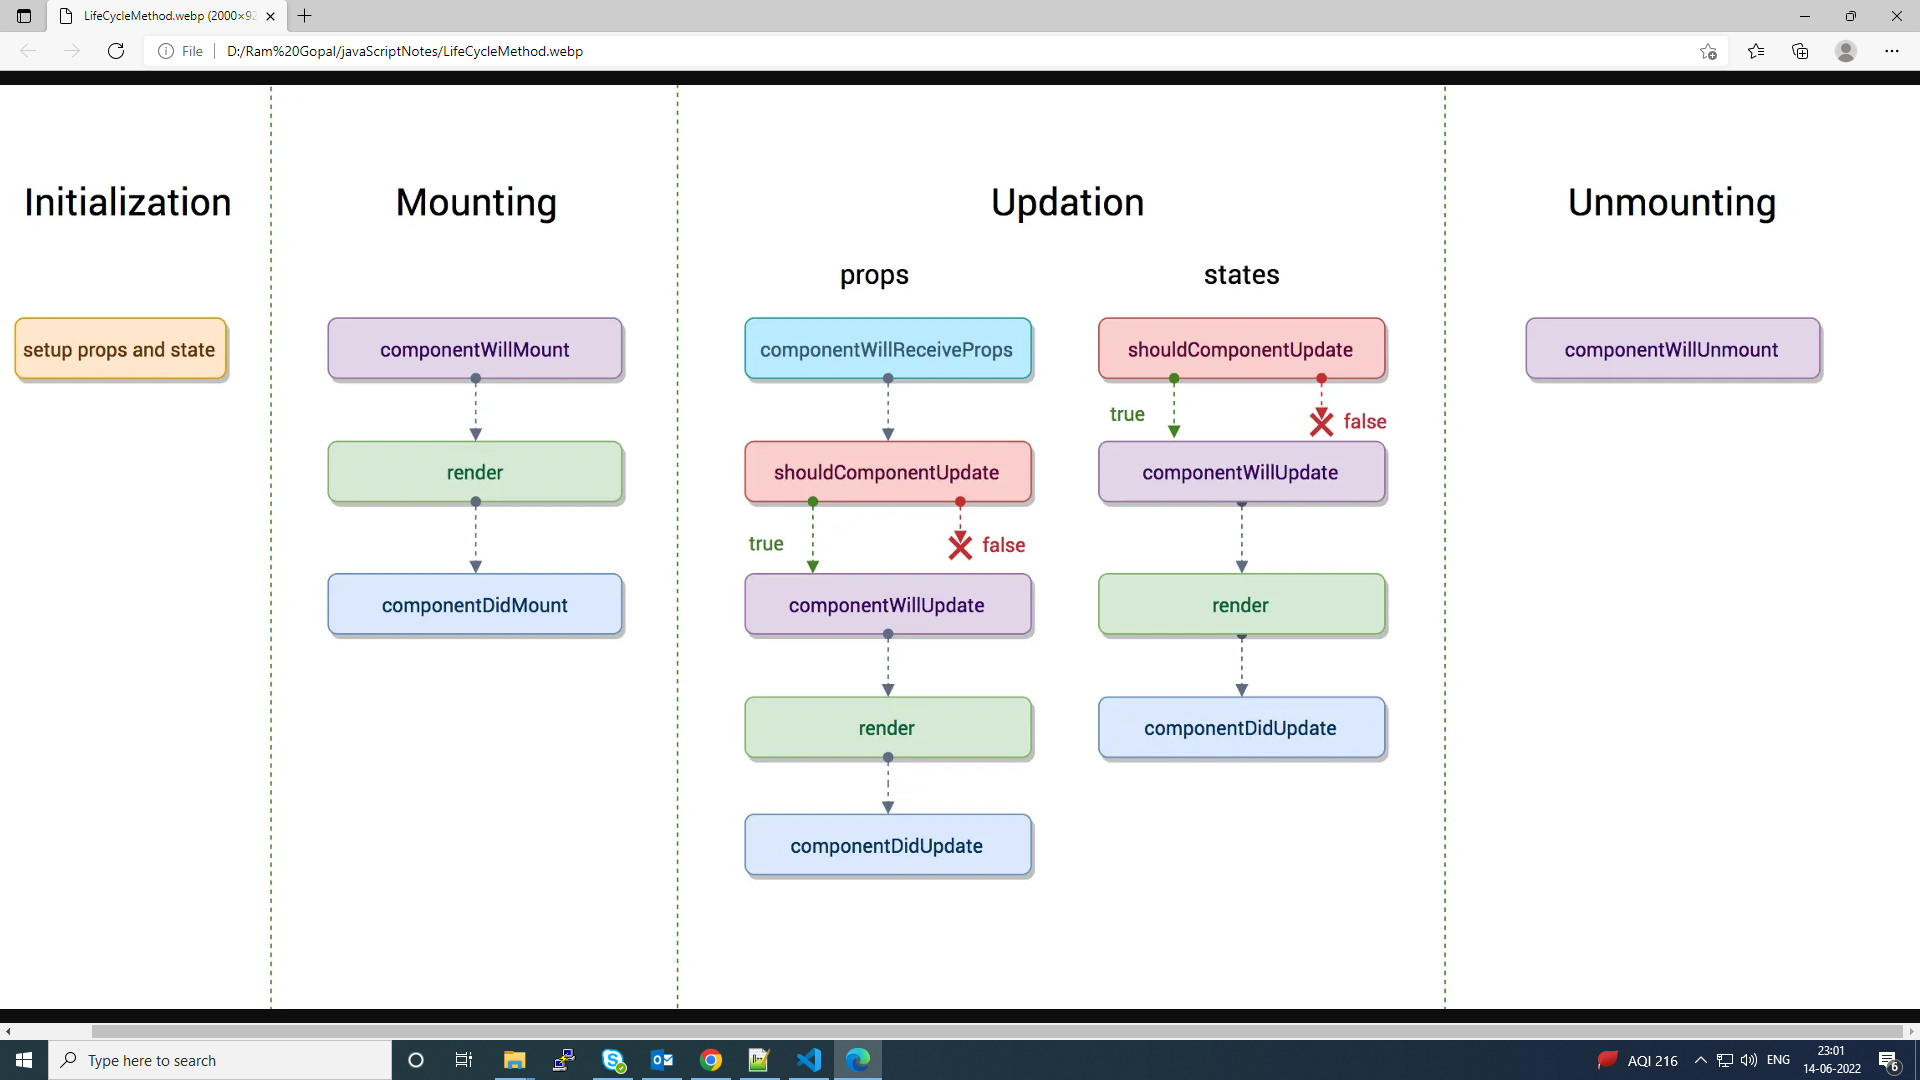 LifeCycleMethod.webp (2000×92
File
D:/Ram%20Gopal/javaScriptNotes/LifeCycleMethod.webp
Initialization
Mounting
Updation
Unmounting
props
states
setup props and state
componentWillMount
componentWillReceiveProps
shouldComponentUpdate
componentWillUnmount
true
false
render
shouldComponentUpdate
componentWillUpdate
true
false
componentDidMount
componentWillUpdate
render
render
componentDidUpdate
componentDidUpdate
Type here to search
AQI 216
ENG
23:01
14-06-2022
6